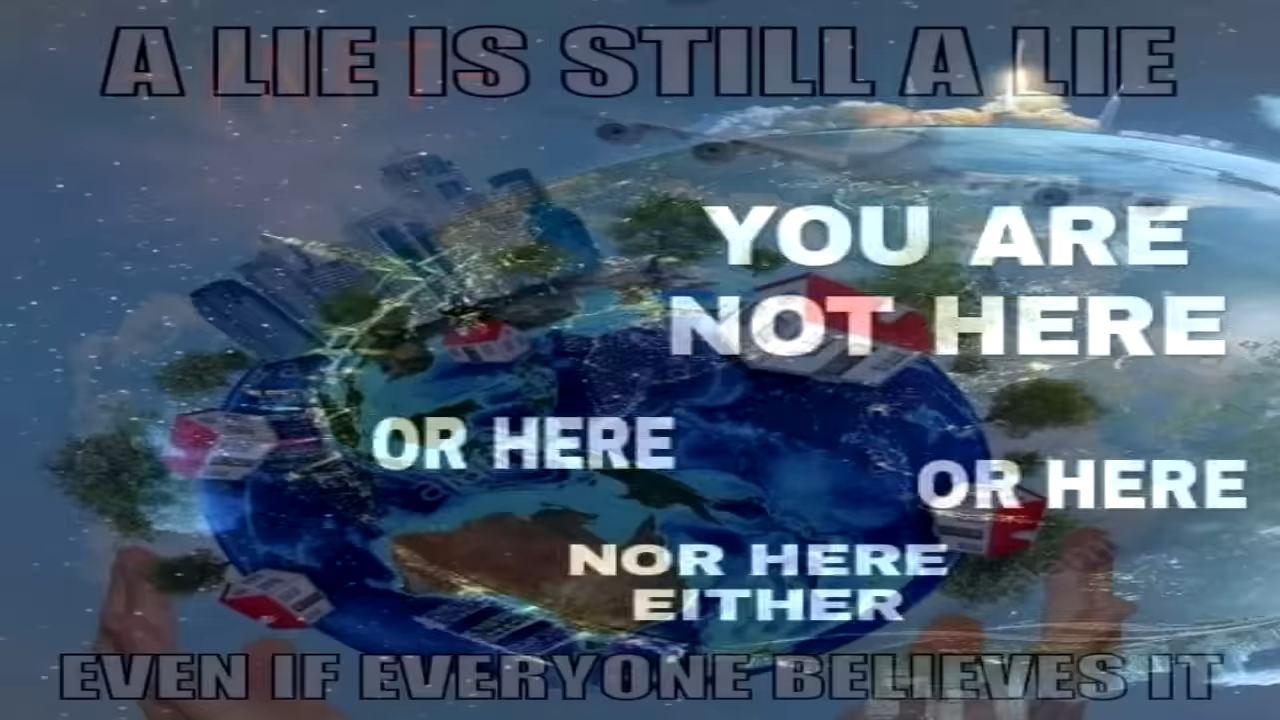 A LIE IS STILL A LIE
YOU ARE
NOT HERE
OR HERE
OR HERE
NOR HERE
EITHER
EVEN IF EVERYONE BELIEVES IT